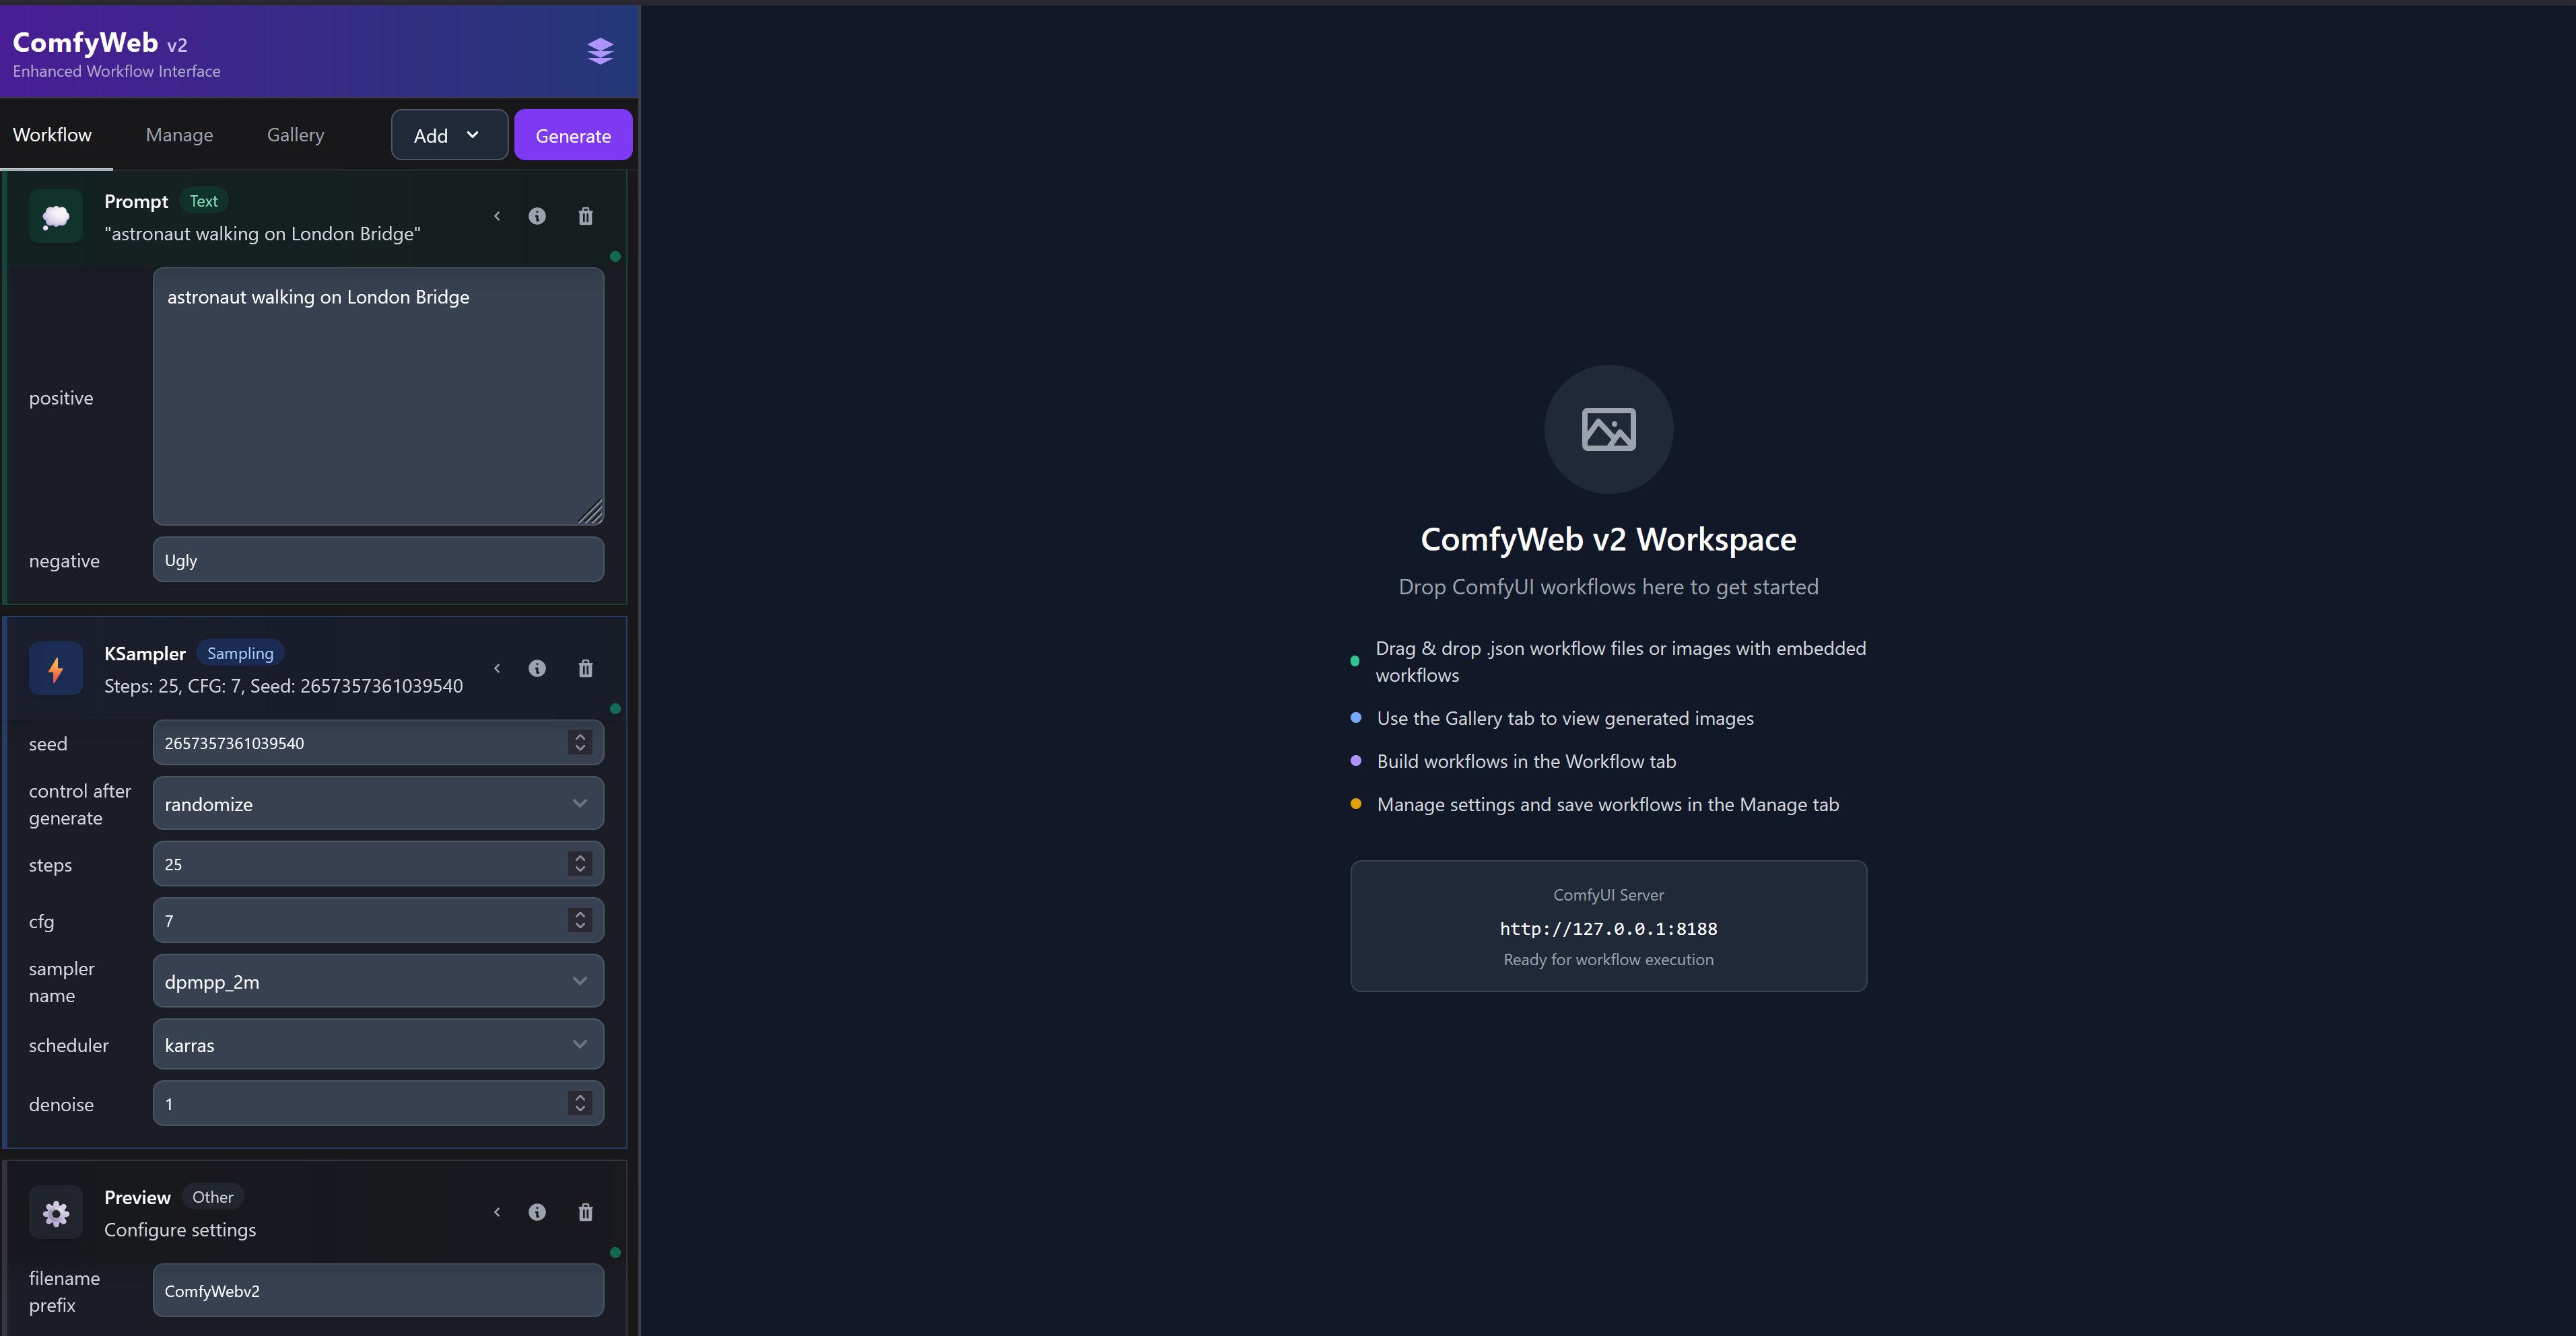 ComfyWeb v2
Enhanced Workflow Interface
Workflow
Manage
Gallery
Add
Generate
Prompt
Text
"astronaut walking on London Bridge"
positive
astronaut walking on London Bridge
negative
Ugly
KSampler
Sampling
Steps: 25, CFG: 7, Seed: 2657357361039540
seed
2657357361039540
control after
generate
randomize
steps
25
cfg
7
sampler
name
dpmpp_2m
scheduler
karras
denoise
1
Preview
Other
Configure settings
filename
prefix
ComfyWebv2
ComfyWeb v2 Workspace
Drop ComfyUI workflows here to get started
Drag & drop .json workflow files or images with embedded
workflows
Use the Gallery tab to view generated images
Build workflows in the Workflow tab
Manage settings and save workflows in the Manage tab
ComfyUI Server
http://127.0.0.1:8188
Ready for workflow execution